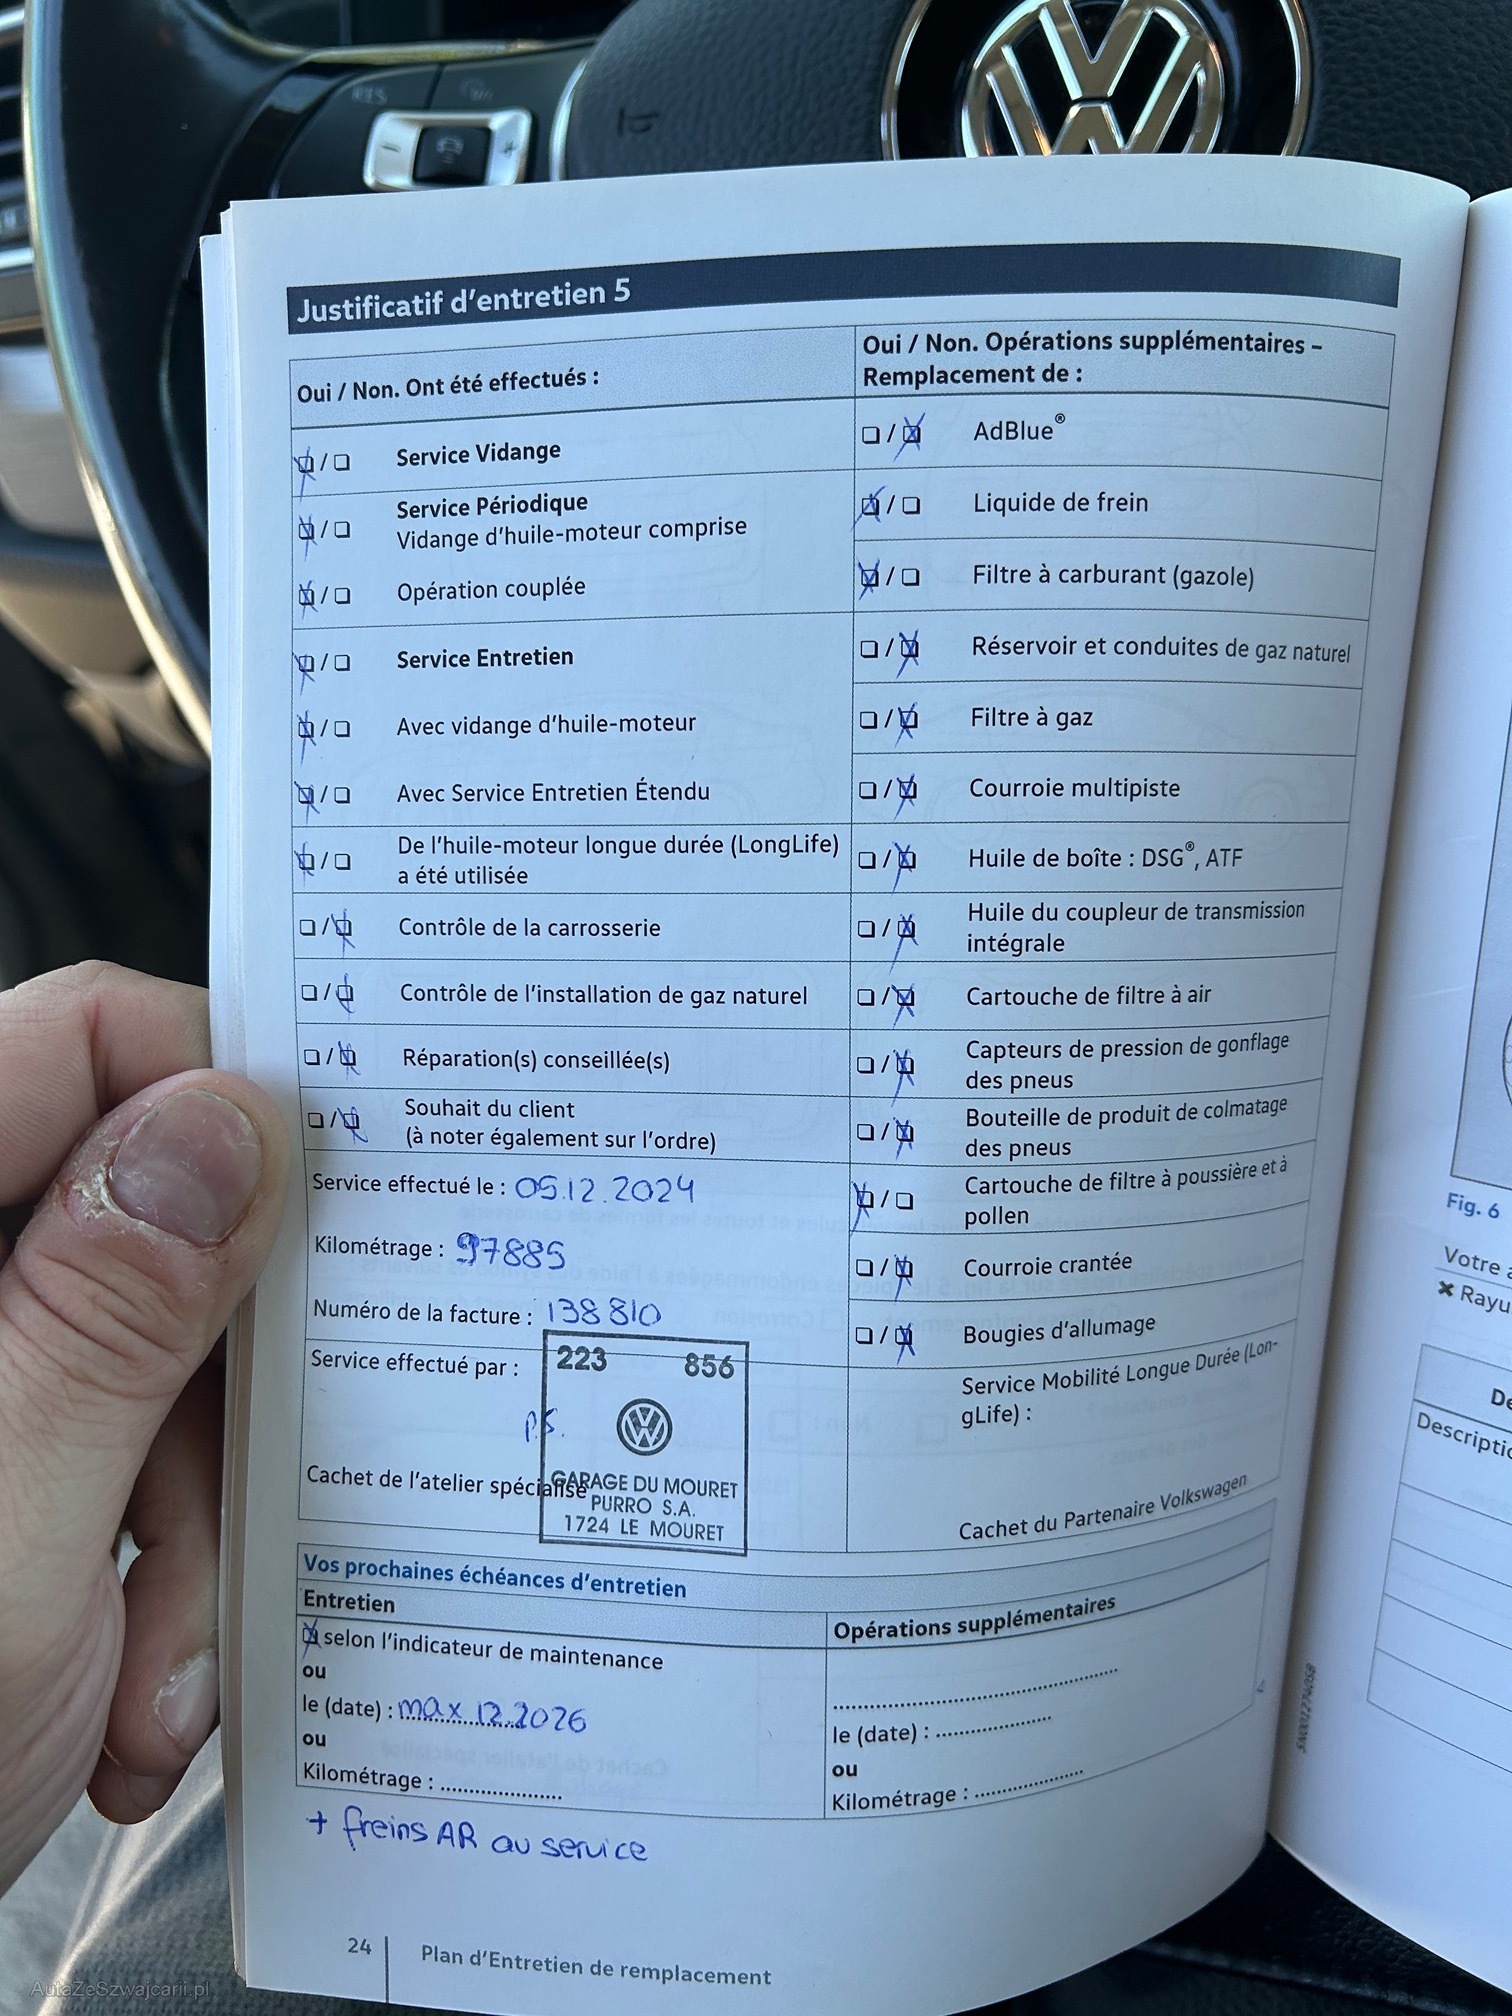 RES
- +
Justificatif d'entretien 5
Oui / Non. Ont été effectués :
☒ / ☐ Service Vidange
☒ / ☐ Service Périodique
Vidange d'huile-moteur comprise
☒ / ☐ Opération couplée
☒ / ☐ Service Entretien
☒ / ☐ Avec vidange d'huile-moteur
☒ / ☐ Avec Service Entretien Étendu
☒ / ☐ De l'huile-moteur longue durée (LongLife)
a été utilisée
☐ / ☒ Contrôle de la carrosserie
☐ / ☒ Contrôle de l'installation de gaz naturel
☐ / ☒ Réparation(s) conseillée(s)
☐ / ☒ Souhait du client
(à noter également sur l'ordre)
Service effectué le : 05.12.2024
Kilométrage : 97885
Numéro de la facture : 138810
Service effectué par :
P.S.
Cachet de l'atelier spécialisé
223 856
GARAGE DU MOURET
PURRO S.A.
1724 LE MOURET
Oui / Non. Opérations supplémentaires –
Remplacement de :
☐ / ☒ AdBlue®
☒ / ☐ Liquide de frein
☒ / ☐ Filtre à carburant (gazole)
☐ / ☒ Réservoir et conduites de gaz naturel
☐ / ☒ Filtre à gaz
☐ / ☒ Courroie multipiste
☐ / ☒ Huile de boîte : DSG®, ATF
☐ / ☒ Huile du coupleur de transmission
intégrale
☐ / ☒ Cartouche de filtre à air
☐ / ☒ Capteurs de pression de gonflage
des pneus
☐ / ☒ Bouteille de produit de colmatage
des pneus
☒ / ☐ Cartouche de filtre à poussière et à
pollen
☐ / ☒ Courroie crantée
☐ / ☒ Bougies d'allumage
Service Mobilité Longue Durée (Lon-
gLife) :
Cachet du Partenaire Volkswagen
Vos prochaines échéances d'entretien
Entretien
☒ selon l'indicateur de maintenance
ou
le (date) : max 12.2026
ou
Kilométrage : .....................
Opérations supplémentaires
..................................................
le (date) : ....................
ou
Kilométrage : ...................
+ freins AR au service
24 Plan d'Entretien de remplacement
Fig. 6
Votre
✖ Rayu
De
Descripti
AutaZeSzwajcarii.pl